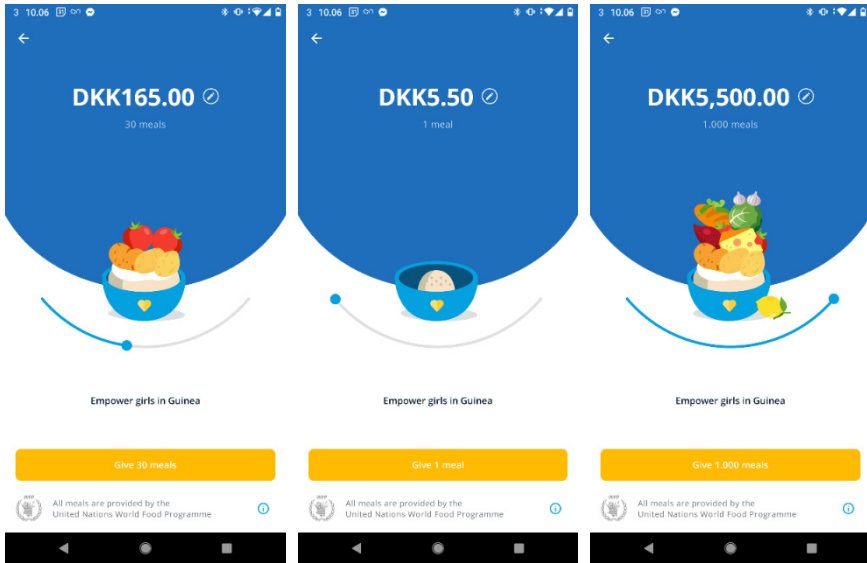 3 10.06
DKK165.00
30 meals
Empower girls in Guinea
Give 30 meals
WFP
All meals are provided by the
United Nations World Food Programme
3 10.06
DKK5.50
1 meal
Empower girls in Guinea
Give 1 meal
WFP
All meals are provided by the
United Nations World Food Programme
3 10.06
DKK5,500.00
1.000 meals
Empower girls in Guinea
Give 1.000 meals
WFP
All meals are provided by the
United Nations World Food Programme